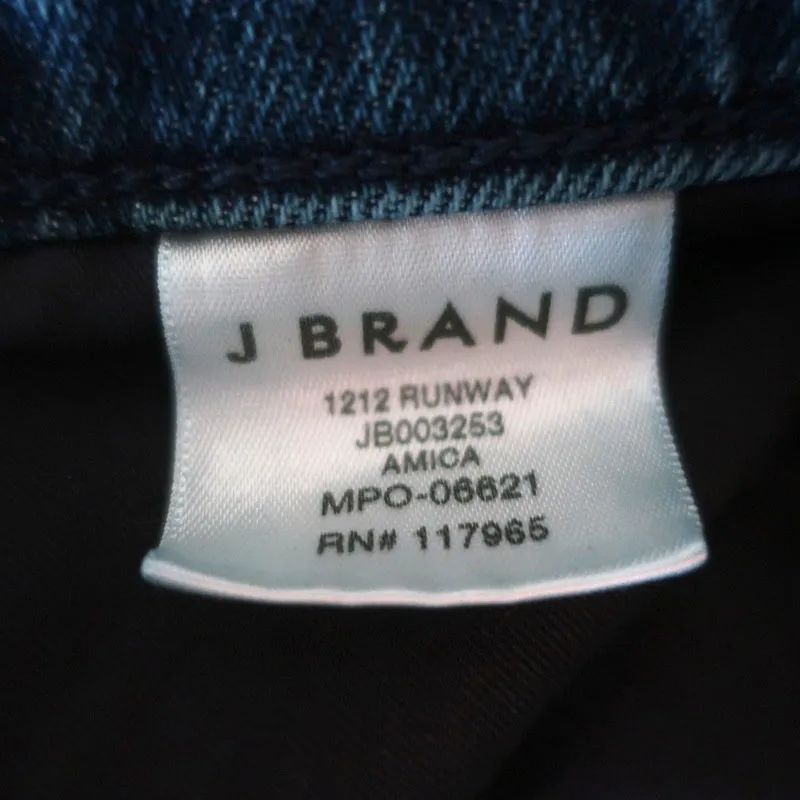 J BRAND
1212 RUNWAY
JB003253
AMICA
MPO-06621
RN# 117965